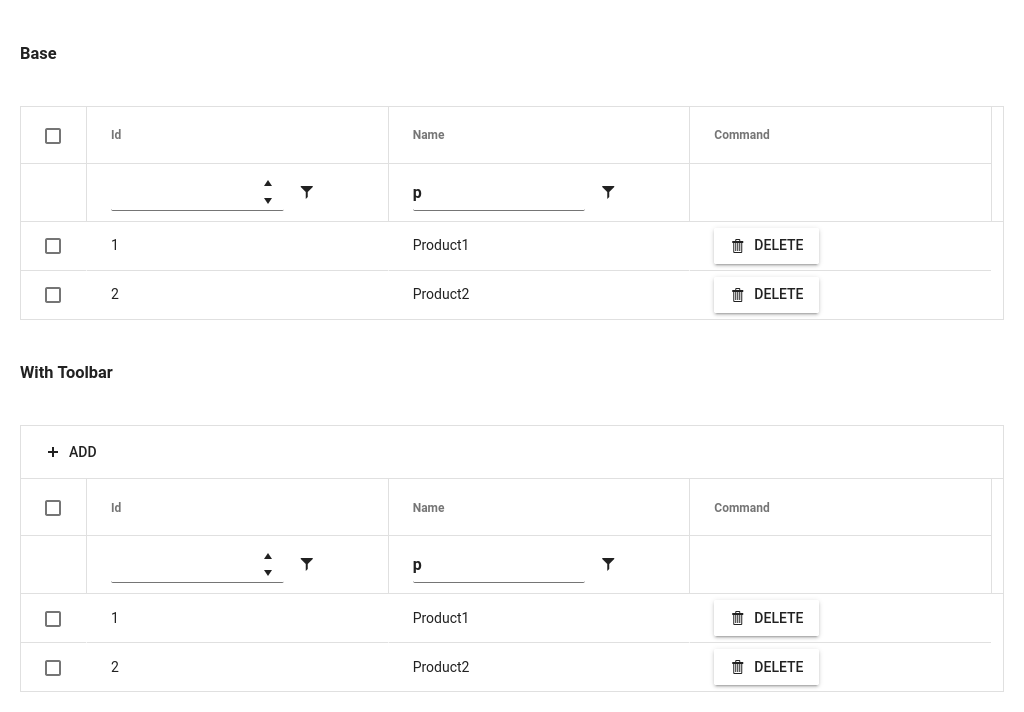 Base
Id Name Command
p
1 Product1 DELETE
2 Product2 DELETE
With Toolbar
ADD
Id Name Command
p
1 Product1 DELETE
2 Product2 DELETE